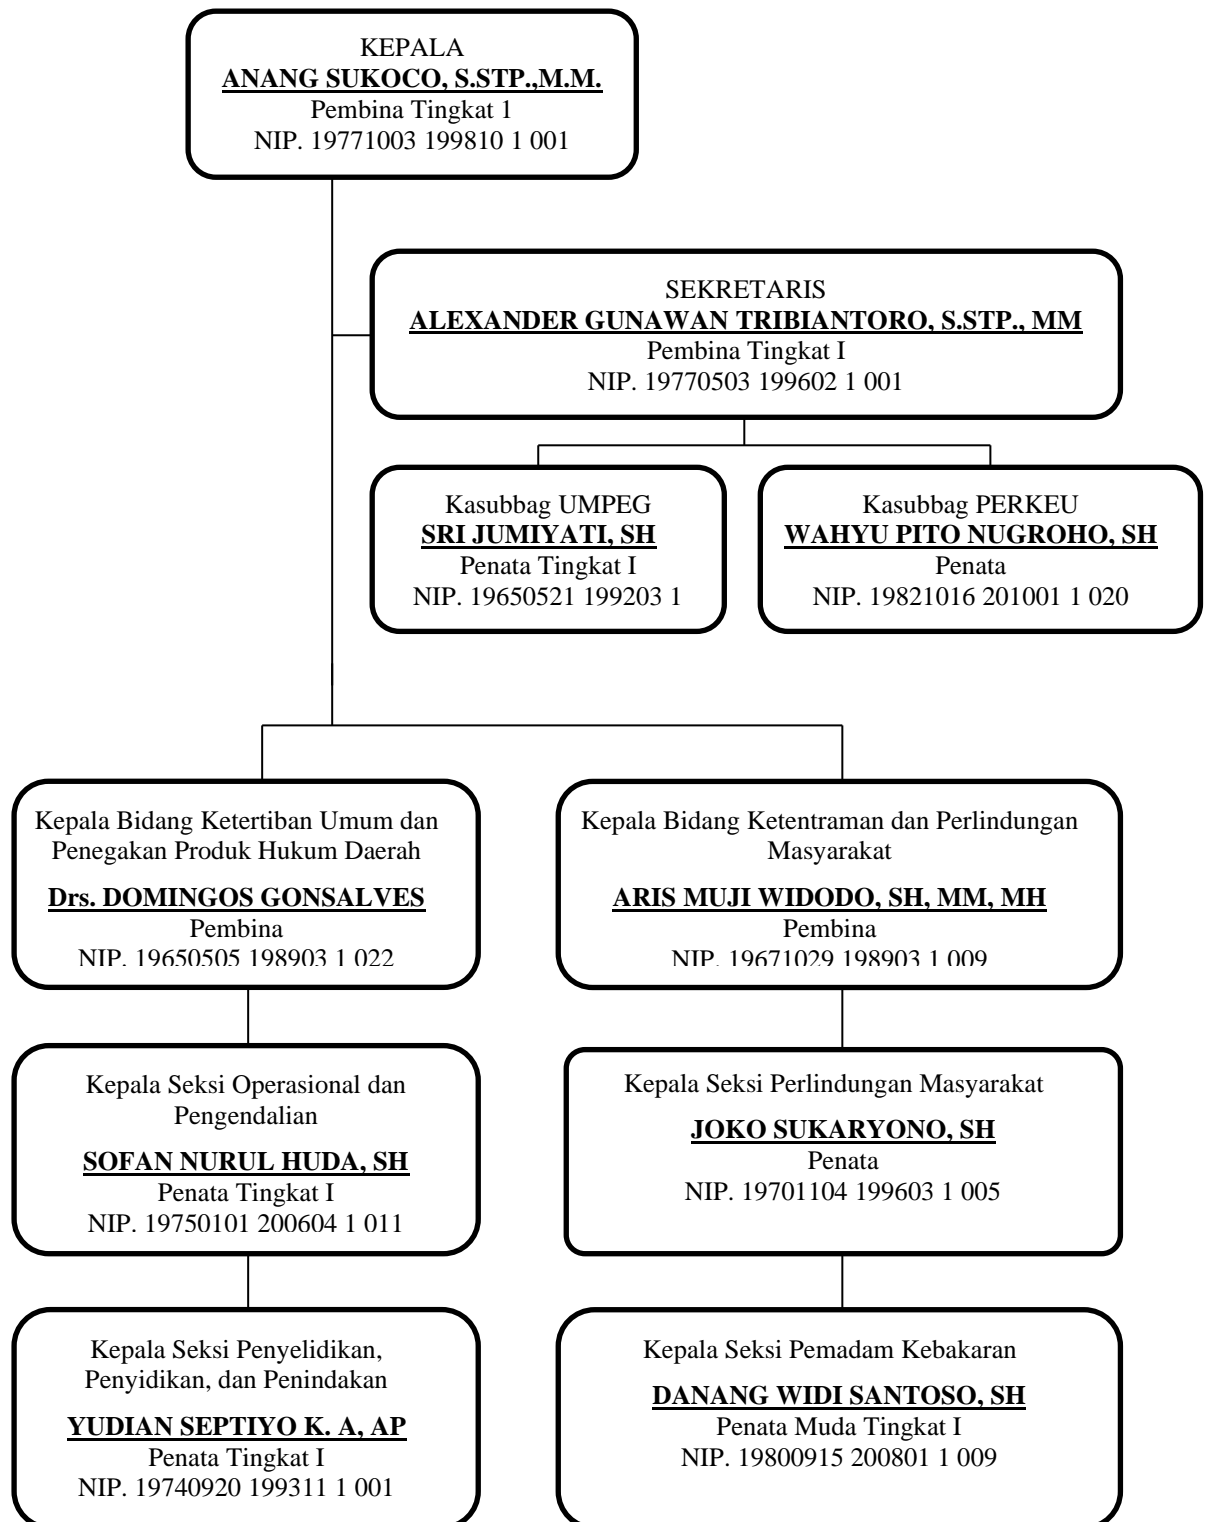 KEPALA
ANANG SUKOCO, S.STP.,M.M.
Pembina Tingkat 1
NIP. 19771003 199810 1 001
SEKRETARIS
ALEXANDER GUNAWAN TRIBIANTORO, S.STP., MM
Pembina Tingkat I
NIP. 19770503 199602 1 001
Kasubbag UMPEG
SRI JUMIYATI, SH
Penata Tingkat I
NIP. 19650521 199203 1
Kasubbag PERKEU
WAHYU PITO NUGROHO, SH
Penata
NIP. 19821016 201001 1 020
Kepala Bidang Ketertiban Umum dan
Penegakan Produk Hukum Daerah
Drs. DOMINGOS GONSALVES
Pembina
NIP. 19650505 198903 1 022
Kepala Bidang Ketentraman dan Perlindungan
Masyarakat
ARIS MUJI WIDODO, SH, MM, MH
Pembina
NIP. 19671029 198903 1 009
Kepala Seksi Operasional dan
Pengendalian
SOFAN NURUL HUDA, SH
Penata Tingkat I
NIP. 19750101 200604 1 011
Kepala Seksi Perlindungan Masyarakat
JOKO SUKARYONO, SH
Penata
NIP. 19701104 199603 1 005
Kepala Seksi Penyelidikan,
Penyidikan, dan Penindakan
YUDIAN SEPTIYO K. A, AP
Penata Tingkat I
NIP. 19740920 199311 1 001
Kepala Seksi Pemadam Kebakaran
DANANG WIDI SANTOSO, SH
Penata Muda Tingkat I
NIP. 19800915 200801 1 009